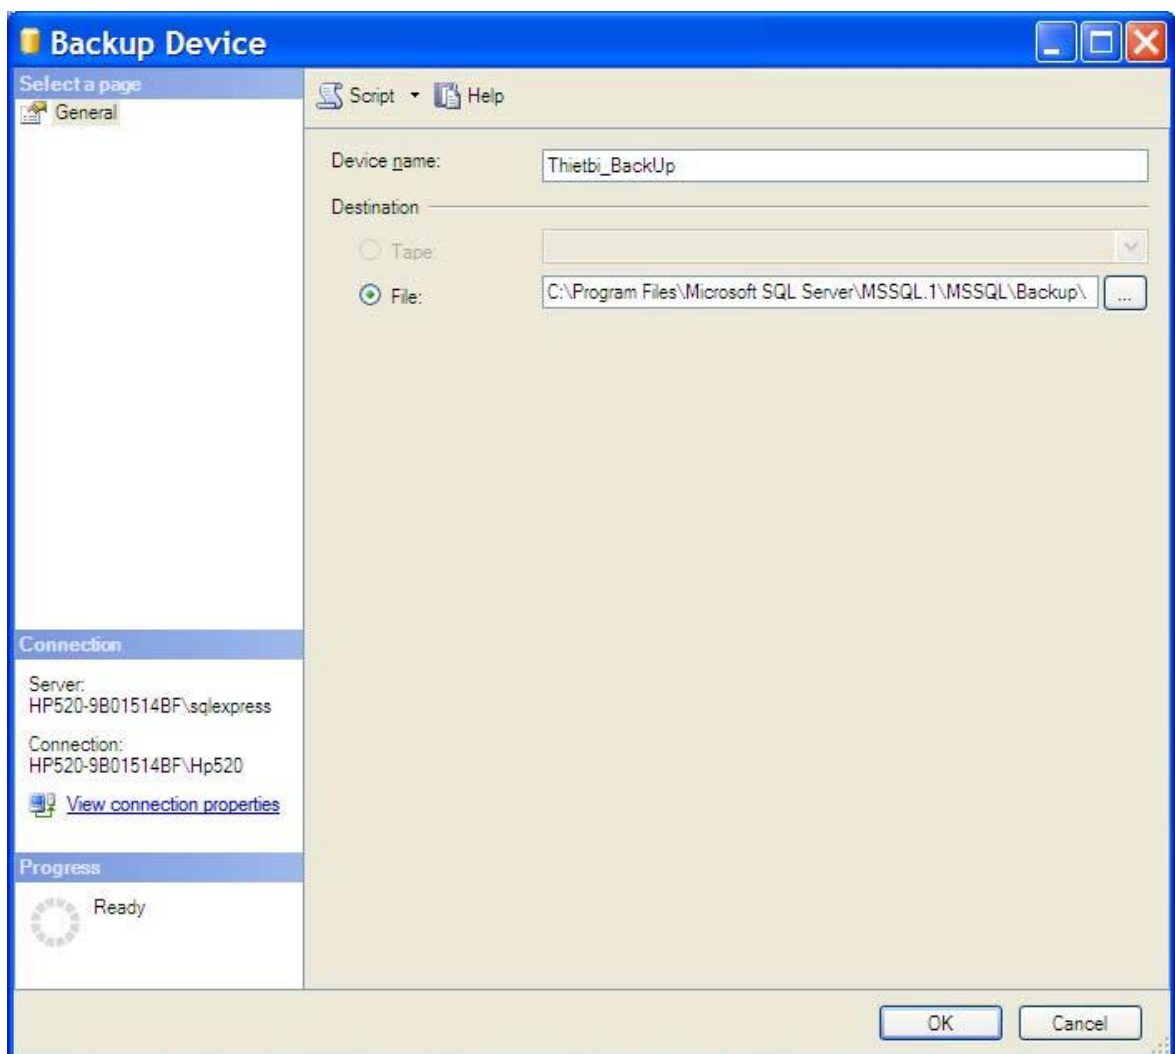 Backup Device
Select a page
General
Script Help
Device name: Thietbi_BackUp
Destination
Tape:
File: C:\Program Files\Microsoft SQL Server\MSSQL.1\MSSQL\Backup\ ...
Connection
Server:
HP520-9B01514BF\sqlexpress
Connection:
HP520-9B01514BF\Hp520
View connection properties
Progress
Ready
OK Cancel